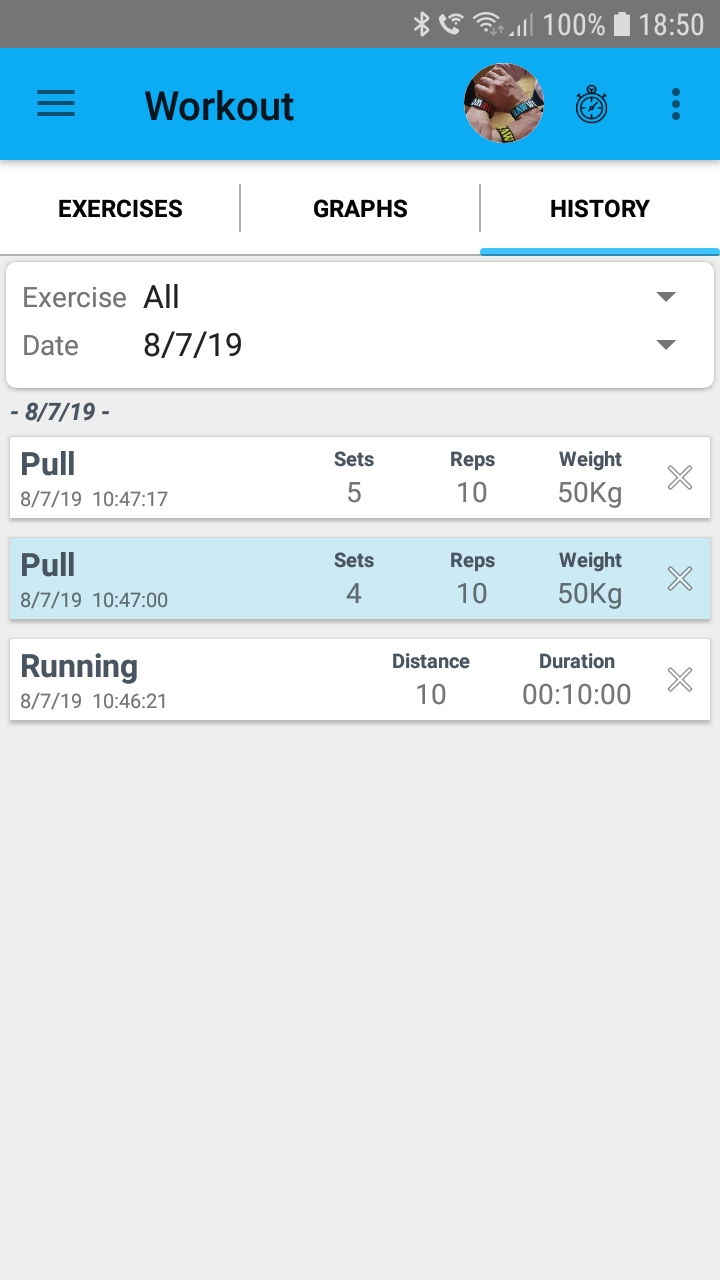 100% 18:50
Workout
EXERCISES GRAPHS HISTORY
Exercise All
Date 8/7/19
- 8/7/19 -
Pull Sets Reps Weight
8/7/19 10:47:17 5 10 50Kg
Pull Sets Reps Weight
8/7/19 10:47:00 4 10 50Kg
Running Distance Duration
8/7/19 10:46:21 10 00:10:00